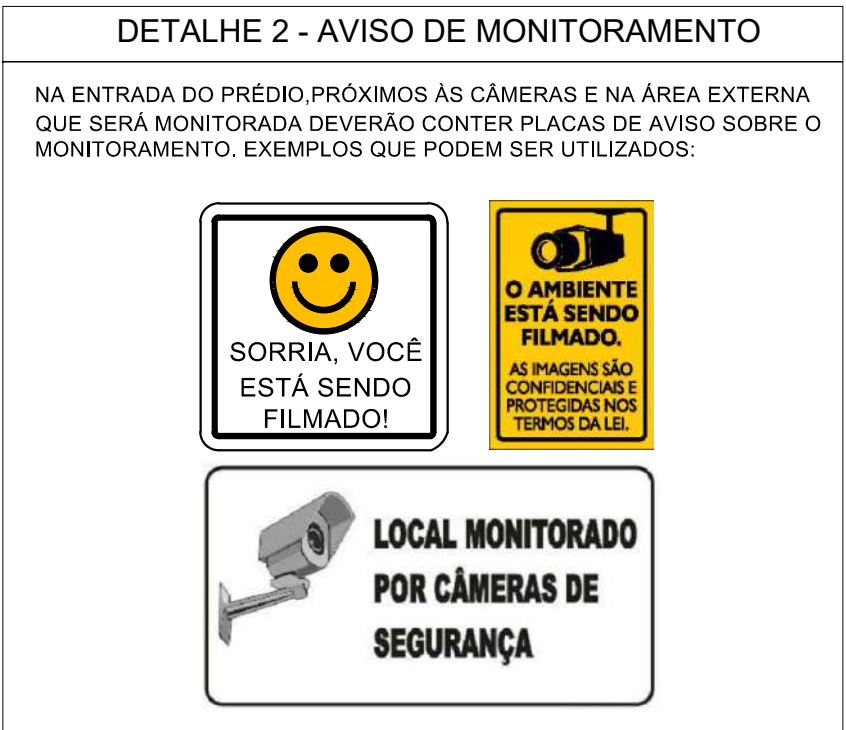 DETALHE 2 - AVISO DE MONITORAMENTO
NA ENTRADA DO PRÉDIO,PRÓXIMOS ÀS CÂMERAS E NA ÁREA EXTERNA
QUE SERÁ MONITORADA DEVERÃO CONTER PLACAS DE AVISO SOBRE O
MONITORAMENTO. EXEMPLOS QUE PODEM SER UTILIZADOS:
SORRIA, VOCÊ
ESTÁ SENDO
FILMADO!
O AMBIENTE
ESTÁ SENDO
FILMADO.
AS IMAGENS SÃO
CONFIDENCIAIS E
PROTEGIDAS NOS
TERMOS DA LEI.
LOCAL MONITORADO
POR CÂMERAS DE
SEGURANÇA